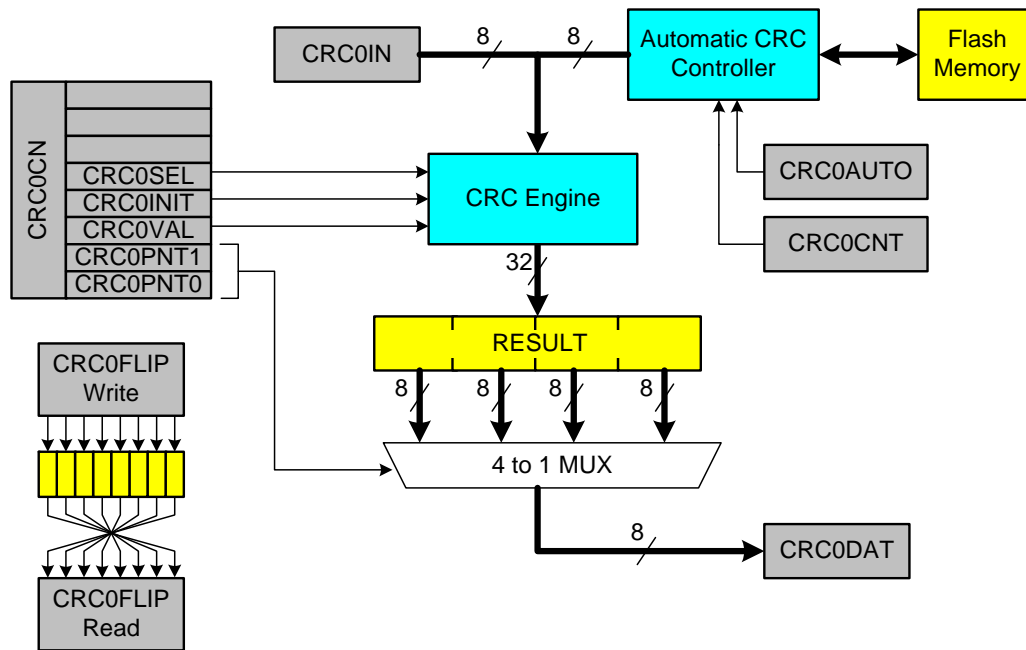 CRC0IN
8
8
Automatic CRC
Controller
Flash
Memory
CRC0CN
CRC0SEL
CRC0INIT
CRC0VAL
CRC0PNT1
CRC0PNT0
CRC Engine
CRC0AUTO
CRC0CNT
32
RESULT
8
8
8
8
4 to 1 MUX
8
CRC0DAT
CRC0FLIP
Write
CRC0FLIP
Read